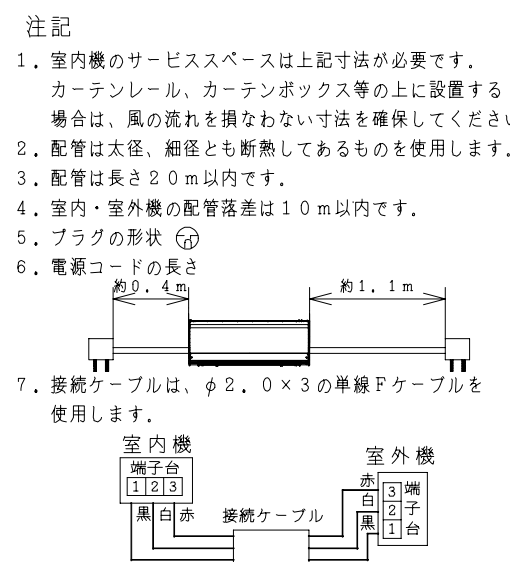 注記
1．室内機のサービススペースは上記寸法が必要です．
カーテンレール、カーテンボックス等の上に設置する
場合は、風の流れを損なわない寸法を確保してくださ
2．配管は太径、細径とも断熱してあるものを使用します．
3．配管は長さ20m以内です．
4．室内・室外機の配管落差は10m以内です．
5．プラグの形状
6．電源コードの長さ
約0．4m 約1．1m
7．接続ケーブルは、φ2．0×3の単線Fケーブルを
使用します．
室内機
端子台
1 2 3
黒 白 赤
接続ケーブル
室外機
赤
白
黒
3
2
1
端子台